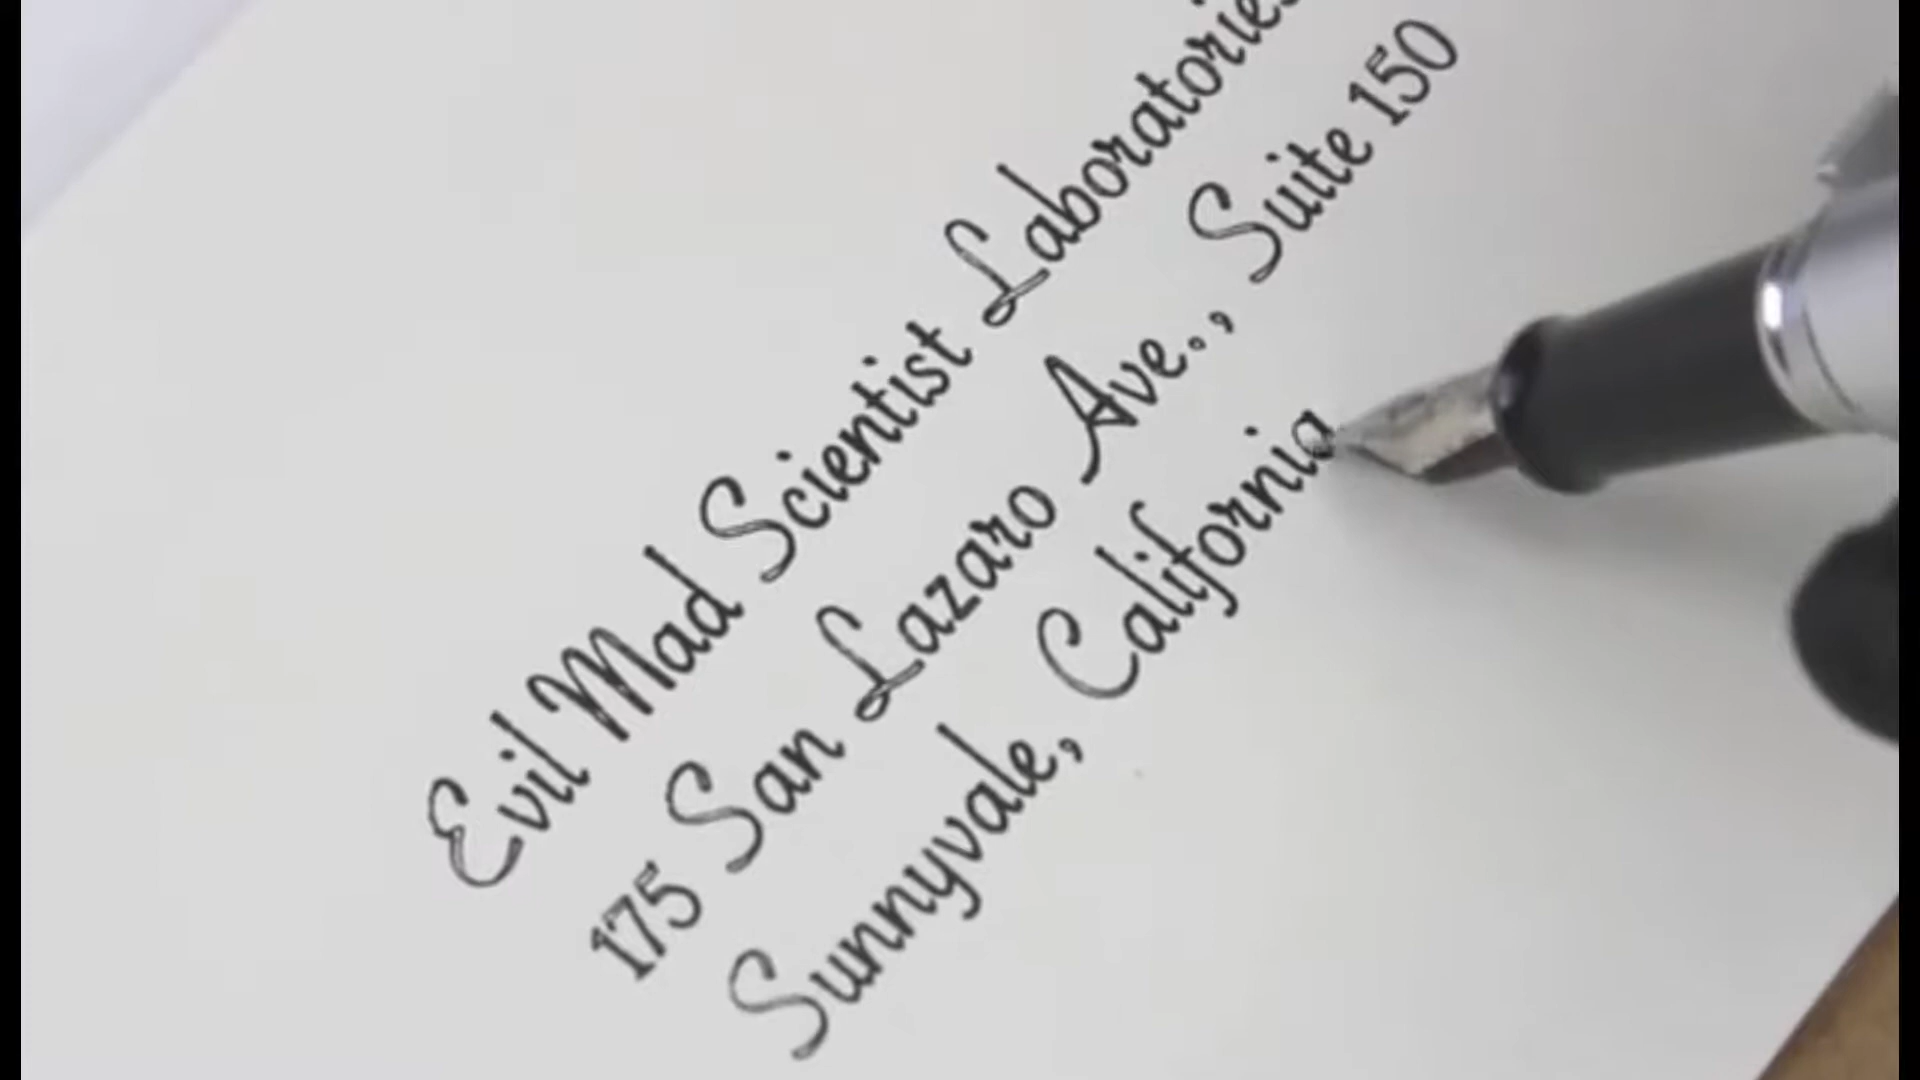 Evil Mad Scientist Laboratories
175 San Lazaro Ave., Suite 150
Sunnyvale, California